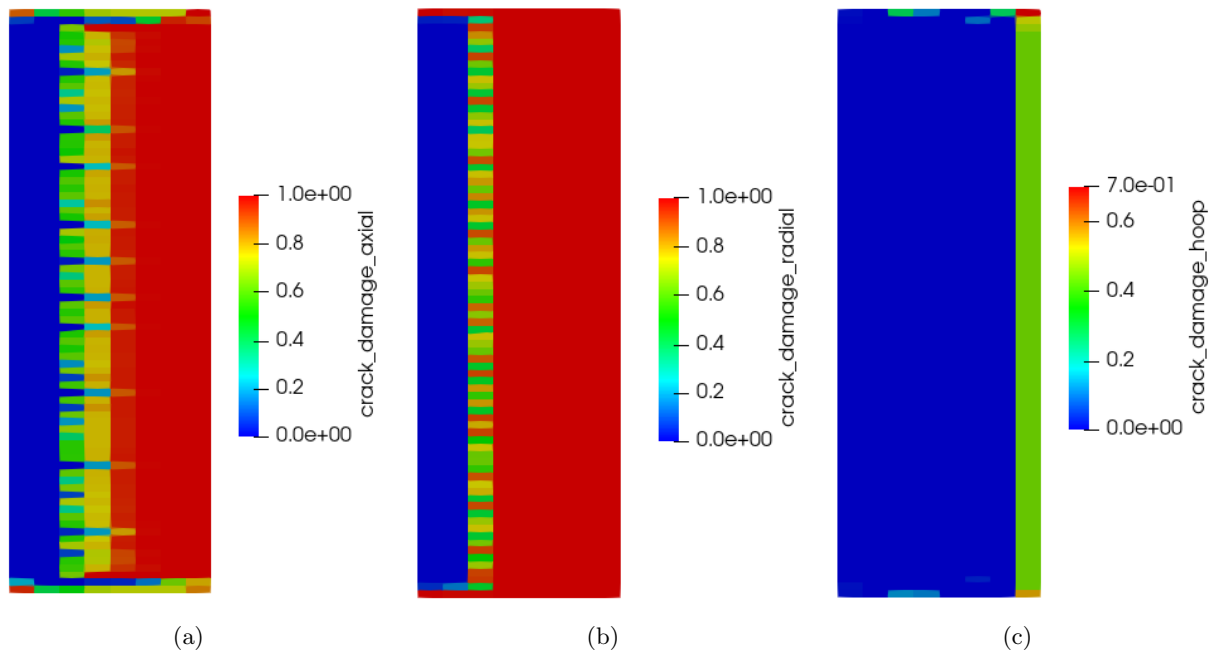 1.0e+00
0.8
0.6
0.4
0.2
0.0e+00
crack_damage_axial
1.0e+00
0.8
0.6
0.4
0.2
0.0e+00
crack_damage_radial
7.0e-01
0.6
0.4
0.2
0.0e+00
crack_damage_hoop
(a)
(b)
(c)